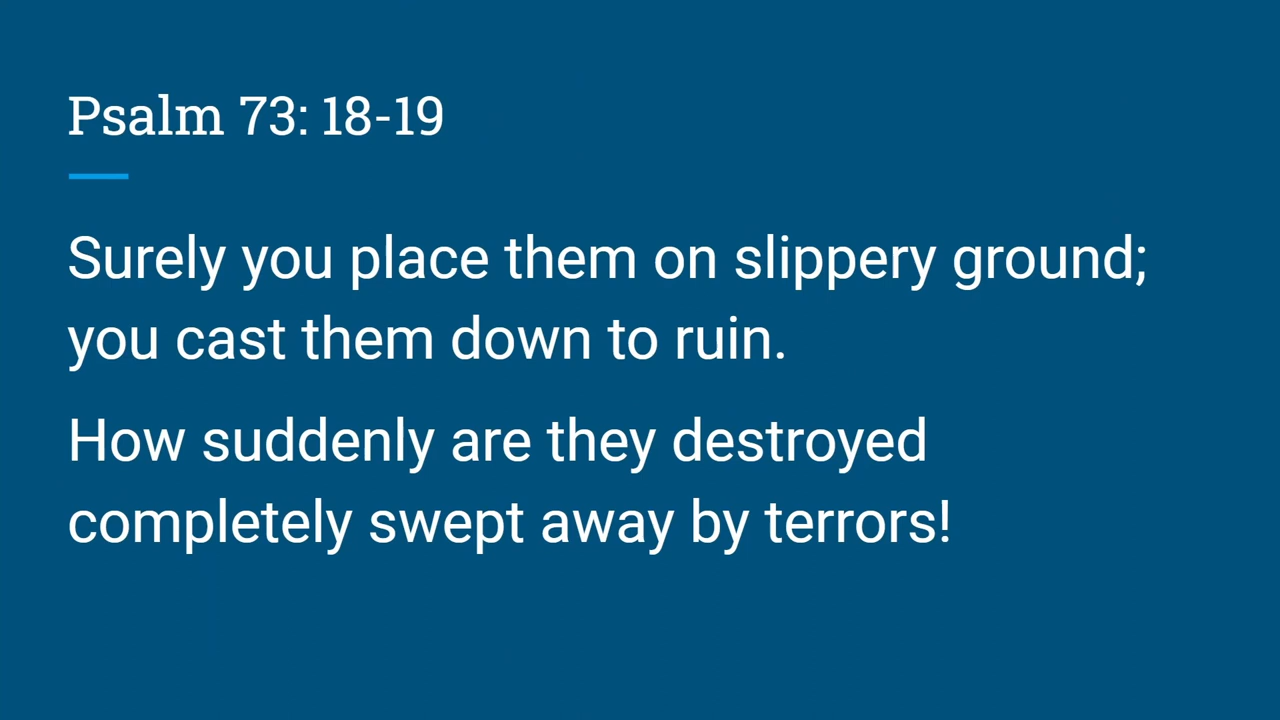 Psalm 73: 18-19
Surely you place them on slippery ground;
you cast them down to ruin.
How suddenly are they destroyed
completely swept away by terrors!